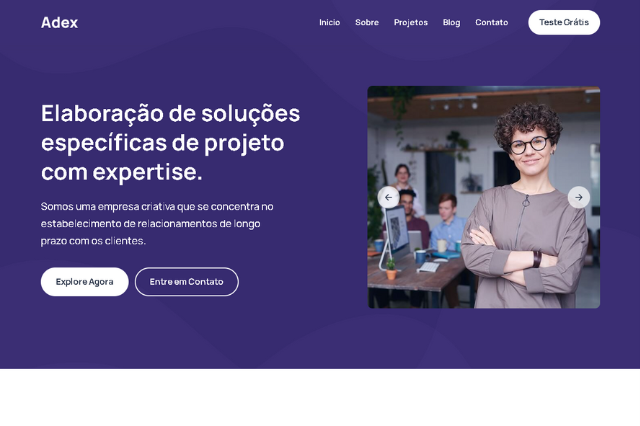 Adex
Inicio
Sobre
Projetos
Blog
Contato
Teste Grátis
Elaboração de soluções
específicas de projeto
com expertise.
Somos uma empresa criativa que se concentra no
estabelecimento de relacionamentos de longo
prazo com os clientes.
Explore Agora
Entre em Contato